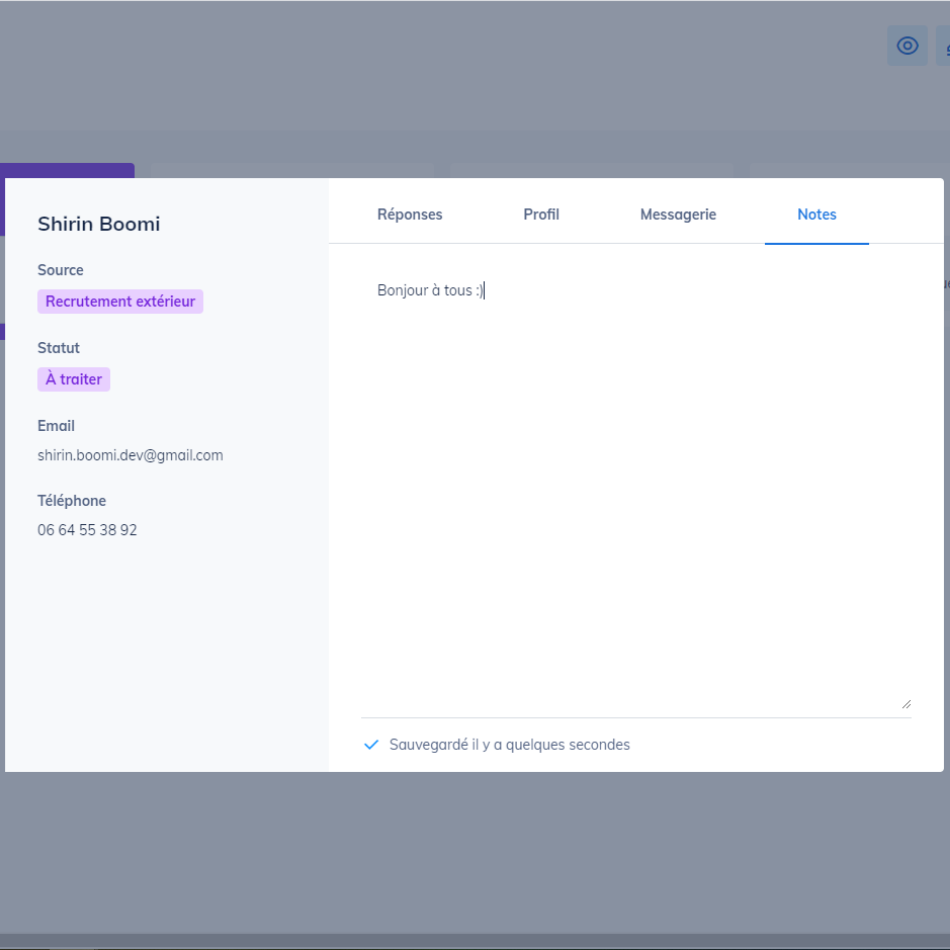 Shirin Boomi
Source
Recrutement extérieur
Statut
À traiter
Email
shirin.boomi.dev@gmail.com
Téléphone
06 64 55 38 92
Réponses Profil Messagerie Notes
Bonjour à tous :)
Sauvegardé il y a quelques secondes